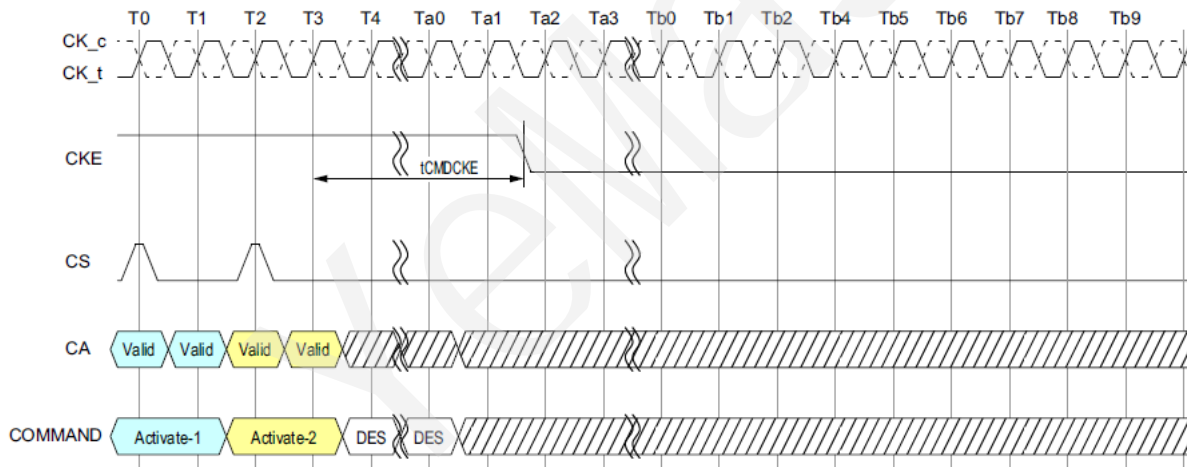 T0 T1 T2 T3 T4 Ta0 Ta1 Ta2 Ta3 Tb0 Tb1 Tb2 Tb4 Tb5 Tb6 Tb7 Tb8 Tb9
CK_c
CK_t
CKE
tCMDCKE
CS
CA Valid Valid Valid Valid
COMMAND Activate-1 Activate-2 DES DES